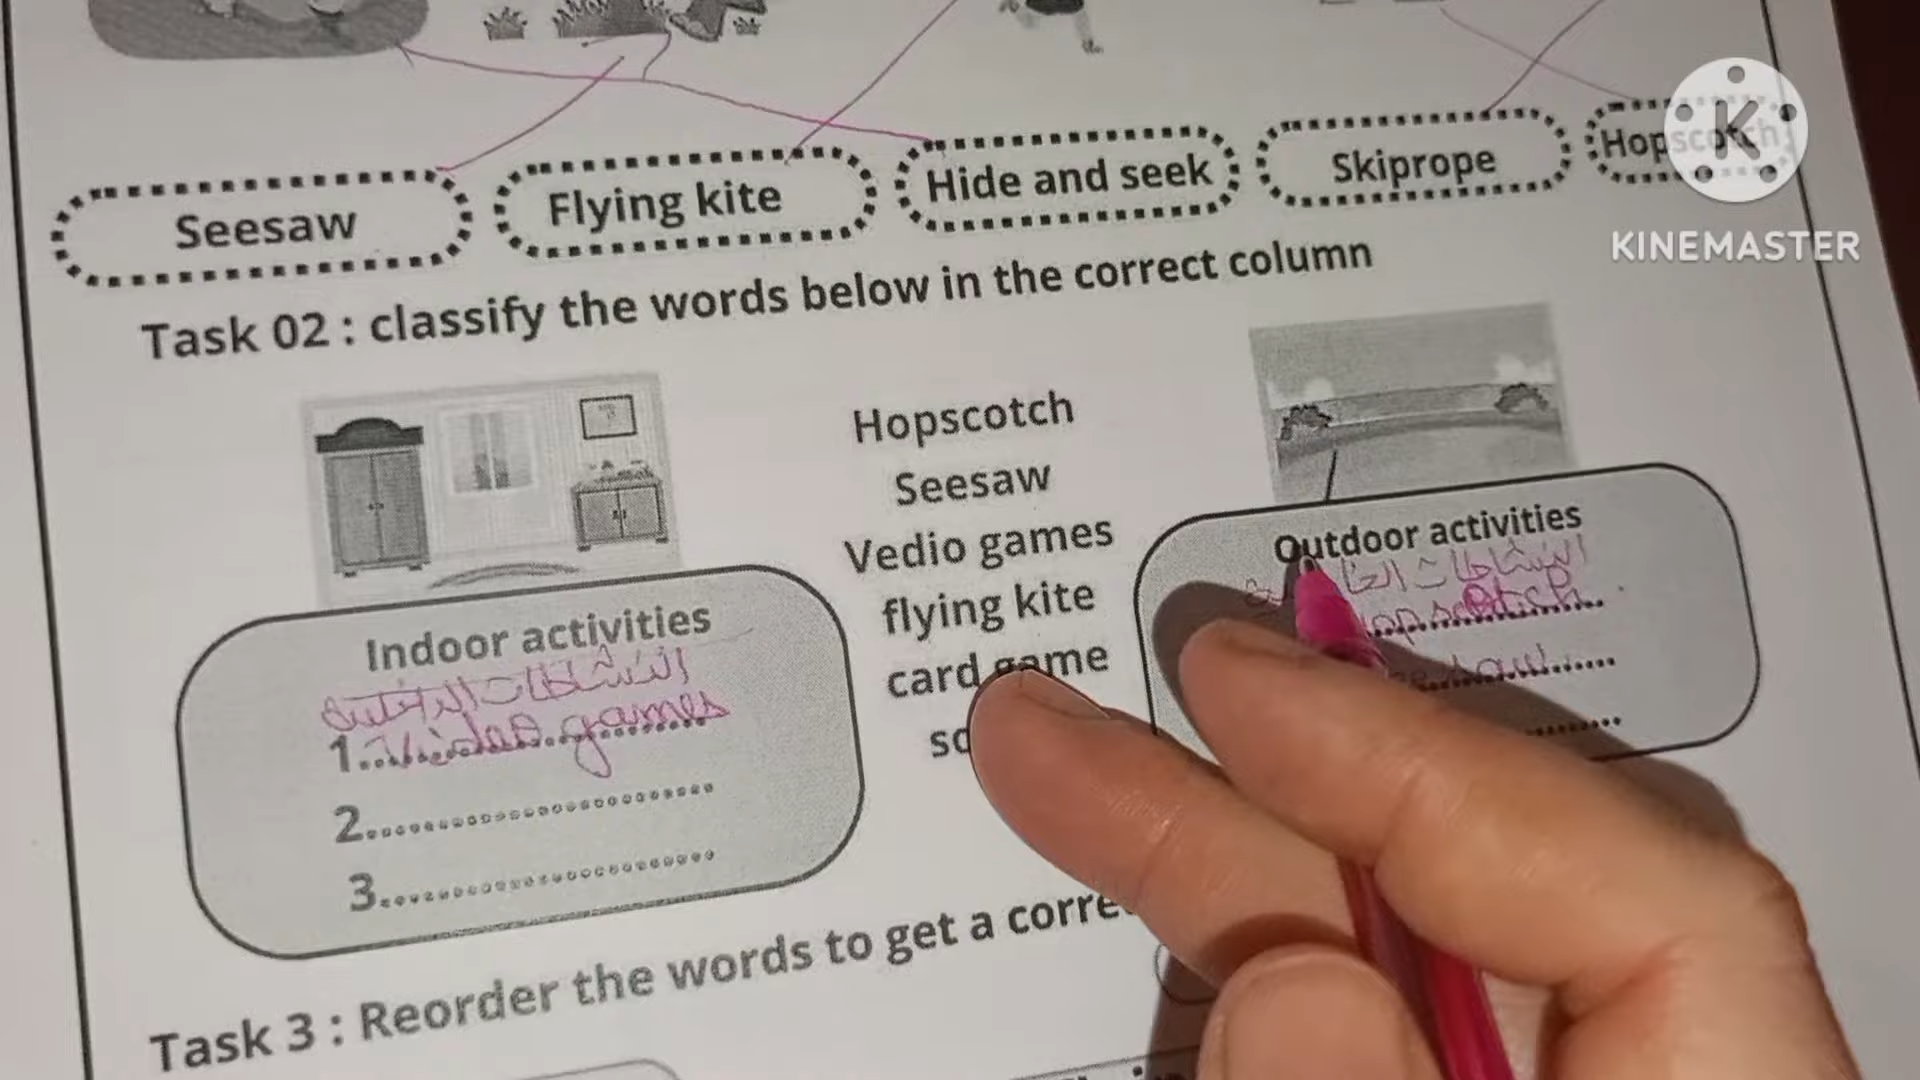 Seesaw
Flying kite
Hide and seek
Skiprope
Hopscotch
KINEMASTER
Task 02 : classify the words below in the correct column
Hopscotch
Seesaw
Vedio games
flying kite
card game
Indoor activities
النشاطات الداخلية
1. Video games
2.
3.
Outdoor activities
النشاطات
Task 3 : Reorder the words to get a